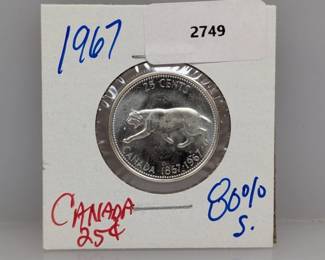 1967
2749
25 CENTS
CANADA 1867-1967
CANADA
25¢
80%
S.